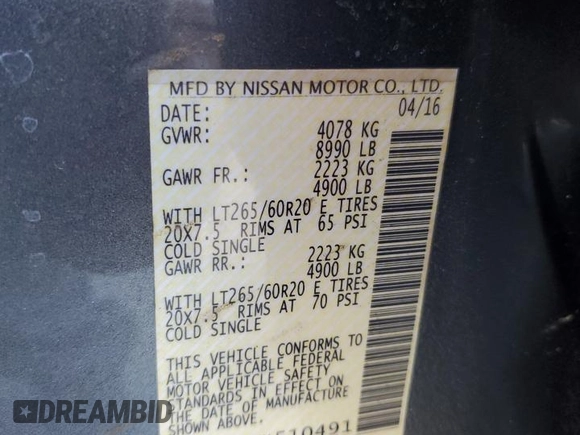 MFD BY NISSAN MOTOR CO., LTD.
DATE: 04/16
GVWR: 4078 KG
8990 LB
GAWR FR.: 2223 KG
4900 LB
WITH LT265/60R20 E TIRES
20X7.5 RIMS AT 65 PSI
COLD SINGLE
GAWR RR.: 2223 KG
4900 LB
WITH LT265/60R20 E TIRES
20X7.5 RIMS AT 70 PSI
COLD SINGLE
THIS VEHICLE CONFORMS TO
ALL APPLICABLE FEDERAL
MOTOR VEHICLE SAFETY
STANDARDS IN EFFECT ON
THE DATE OF MANUFACTURE
SHOWN ABOVE.
510491
DREAMBID